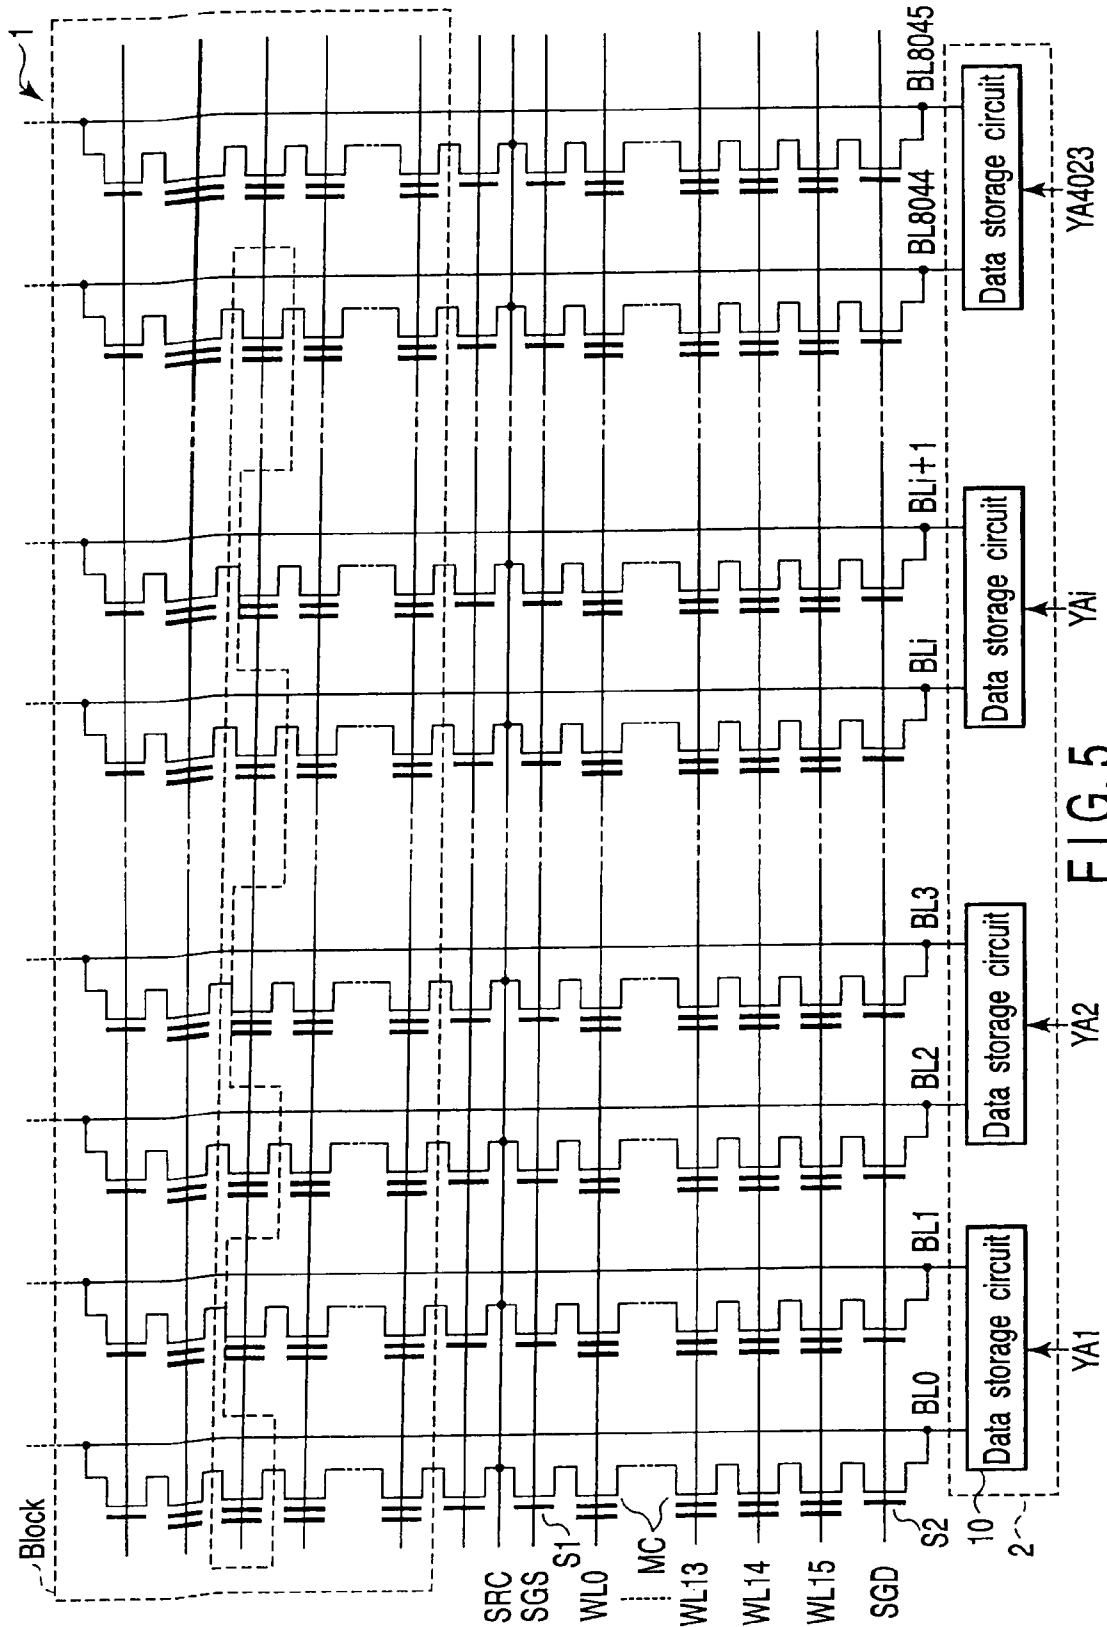 1
Block
SRC
SGS
S1
WL0
MC
WL13
WL14
WL15
SGD
S2
BL0
BL1
BL2
BL3
BLi
BLi+1
BL8044
BL8045
10
2
Data storage circuit
Data storage circuit
Data storage circuit
Data storage circuit
YA1
YA2
YAi
YA4023
FIG. 5